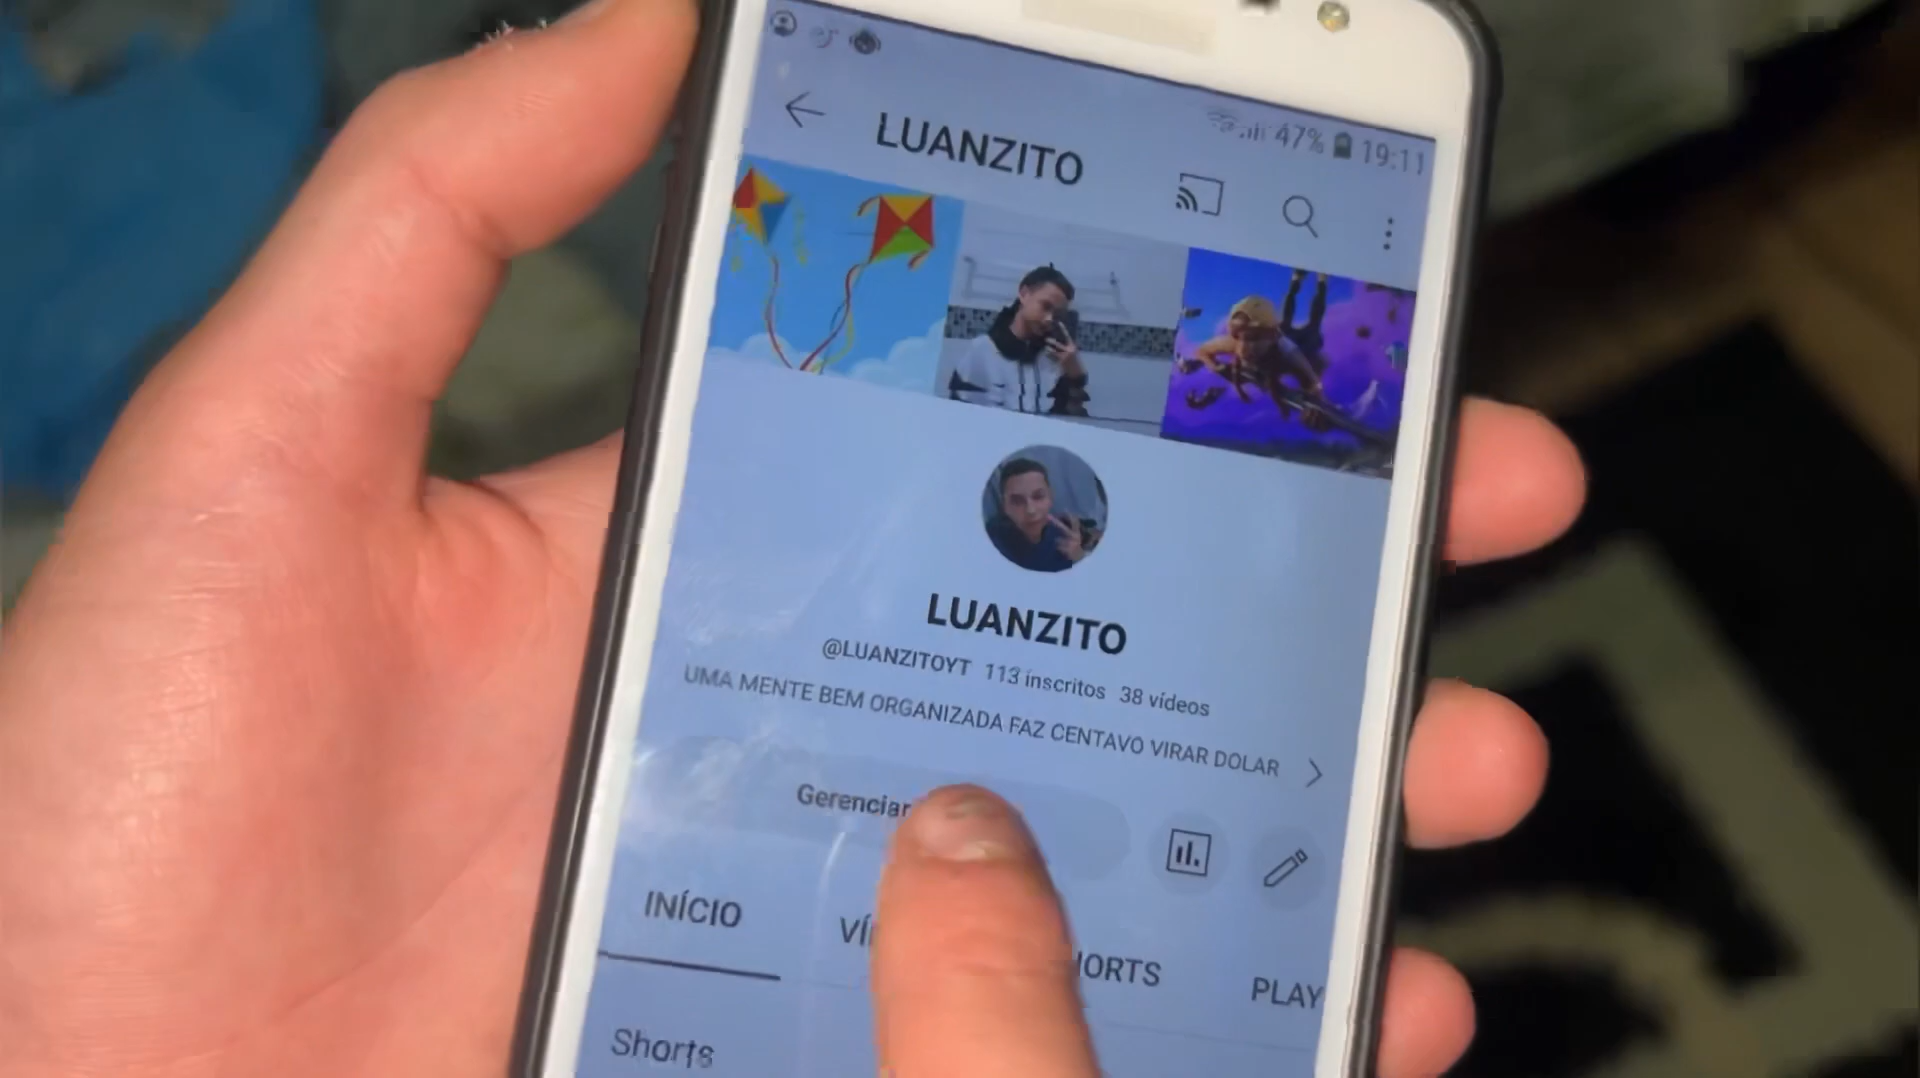 47% 19:11
LUANZITO
LUANZITO
@LUANZITOYT 113 inscritos 38 vídeos
UMA MENTE BEM ORGANIZADA FAZ CENTAVO VIRAR DOLAR
Gerenciar
INÍCIO
Shorts